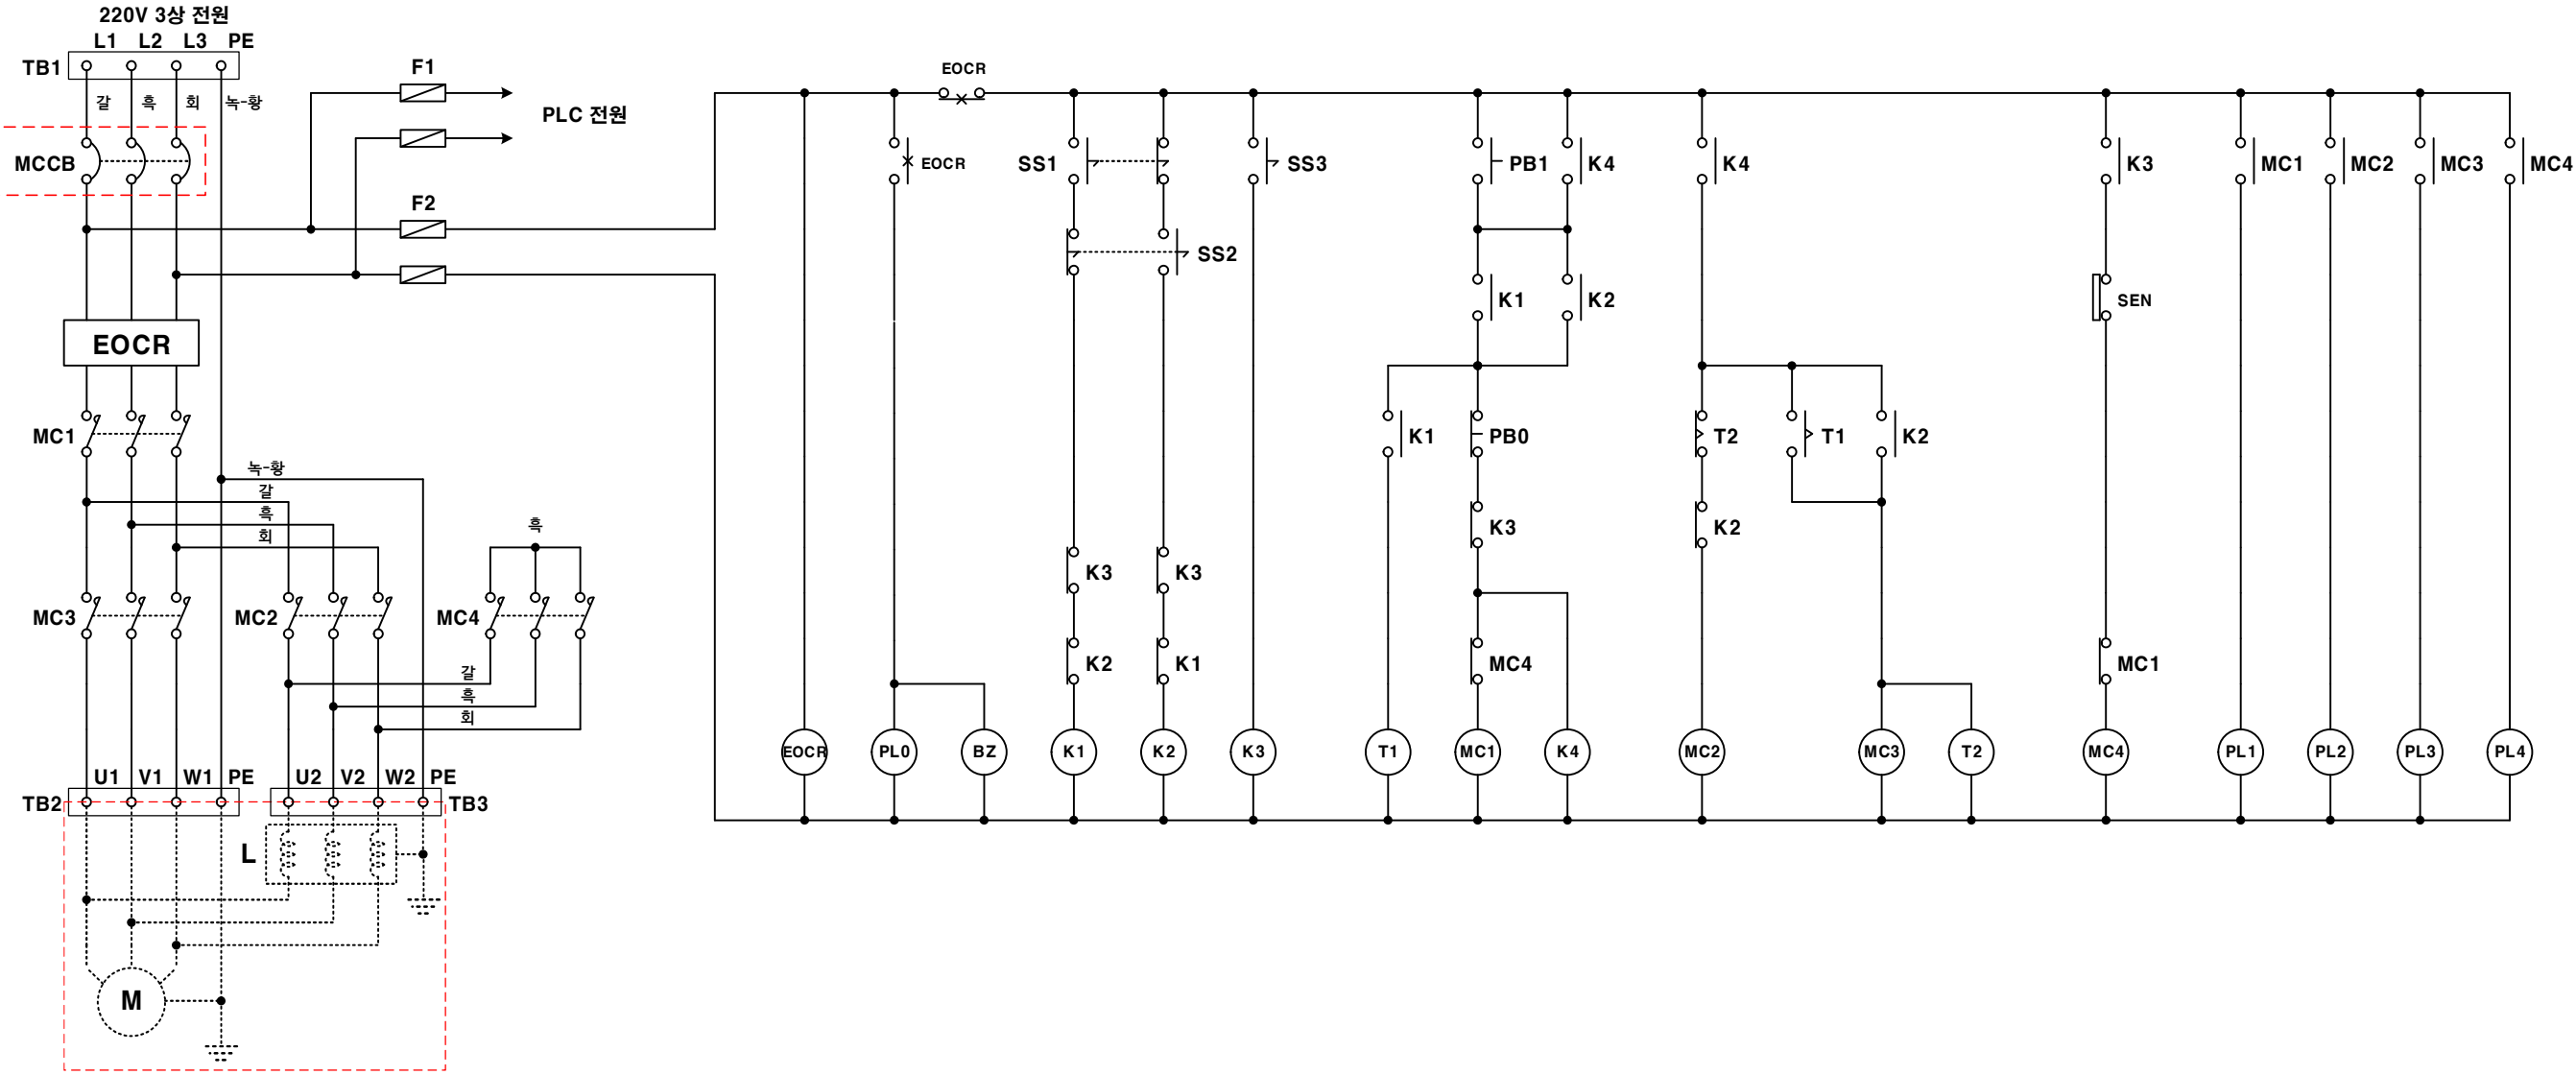 220V 3상 전원
L1 L2 L3 PE
TB1
갈 흑 회 녹-황
F1
PLC 전원
MCCB
F2
EOCR
MC1
녹-황
갈
흑
회
흑
MC3 MC2 MC4
갈
흑
회
U1 V1 W1 PE U2 V2 W2 PE
TB2 TB3
L
M
EOCR
EOCR SS1 SS3 PB1 K4 K4 K3 MC1 MC2 MC3 MC4
SS2
K1 K2 SEN
K1 PB0 T2 T1 K2
K3 K2
K3 K3
K2 K1 MC4 MC1
EOCR PL0 BZ K1 K2 K3 T1 MC1 K4 MC2 MC3 T2 MC4 PL1 PL2 PL3 PL4